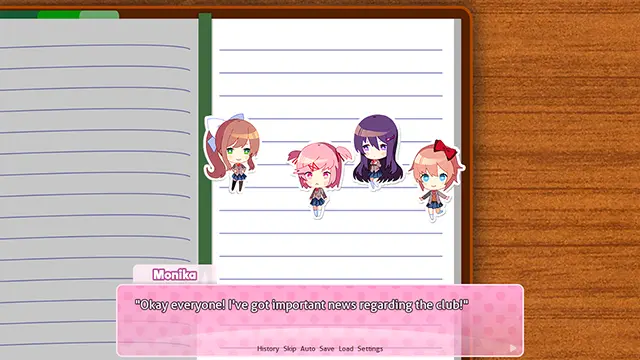 Monika
"Okay everyone! I've got important news regarding the club!"
History Skip Auto Save Load Settings